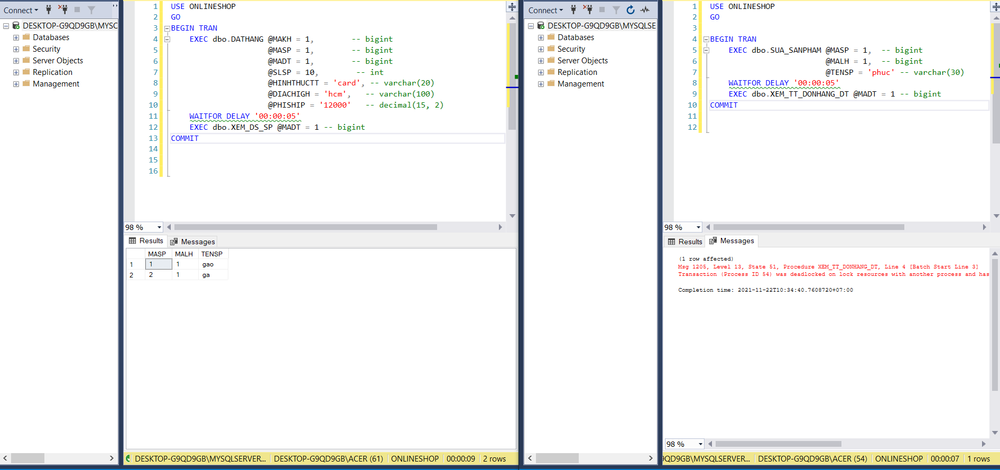 Connect
DESKTOP-G9QD9GB\MYSQ
Databases
Security
Server Objects
Replication
Management
1 USE ONLINESHOP
2 GO
3 BEGIN TRAN
4 EXEC dbo.DATHANG @MAKH = 1, -- bigint
5 @MASP = 1, -- bigint
6 @MADT = 1, -- bigint
7 @SLSP = 10, -- int
8 @HINHTHUCTT = 'card', -- varchar(20)
9 @DIACHIGH = 'hcm', -- varchar(100)
10 @PHISHIP = '12000' -- decimal(15, 2)
11 WAITFOR DELAY '00:00:05'
12 EXEC dbo.XEM_DS_SP @MADT = 1 -- bigint
13 COMMIT
14
15
16
98 %
Results Messages
MASP MALH TENSP
1 1 1 gao
2 2 1 ga
DESKTOP-G9QD9GB\MYSQLSERVER... DESKTOP-G9QD9GB\ACER (61) ONLINESHOP 00:00:09 2 rows
Connect
DESKTOP-G9QD9GB\MYSQLSE
Databases
Security
Server Objects
Replication
Management
1 USE ONLINESHOP
2 GO
3
4 BEGIN TRAN
5 EXEC dbo.SUA_SANPHAM @MASP = 1, -- bigint
6 @MALH = 1, -- bigint
7 @TENSP = 'phuc' -- varchar(30)
8 WAITFOR DELAY '00:00:05'
9 EXEC dbo.XEM_TT_DONHANG_DT @MADT = 1 -- bigint
10 COMMIT
11
12
98 %
Results Messages
(1 row affected)
Msg 1205, Level 13, State 51, Procedure XEM_TT_DONHANG_DT, Line 4 [Batch Start Line 3]
Transaction (Process ID 54) was deadlocked on lock resources with another process and has
Completion time: 2021-11-22T10:34:40.7608720+07:00
98 %
QD9GB\MYSQLSERVER... DESKTOP-G9QD9GB\ACER (54) ONLINESHOP 00:00:07 1 rows